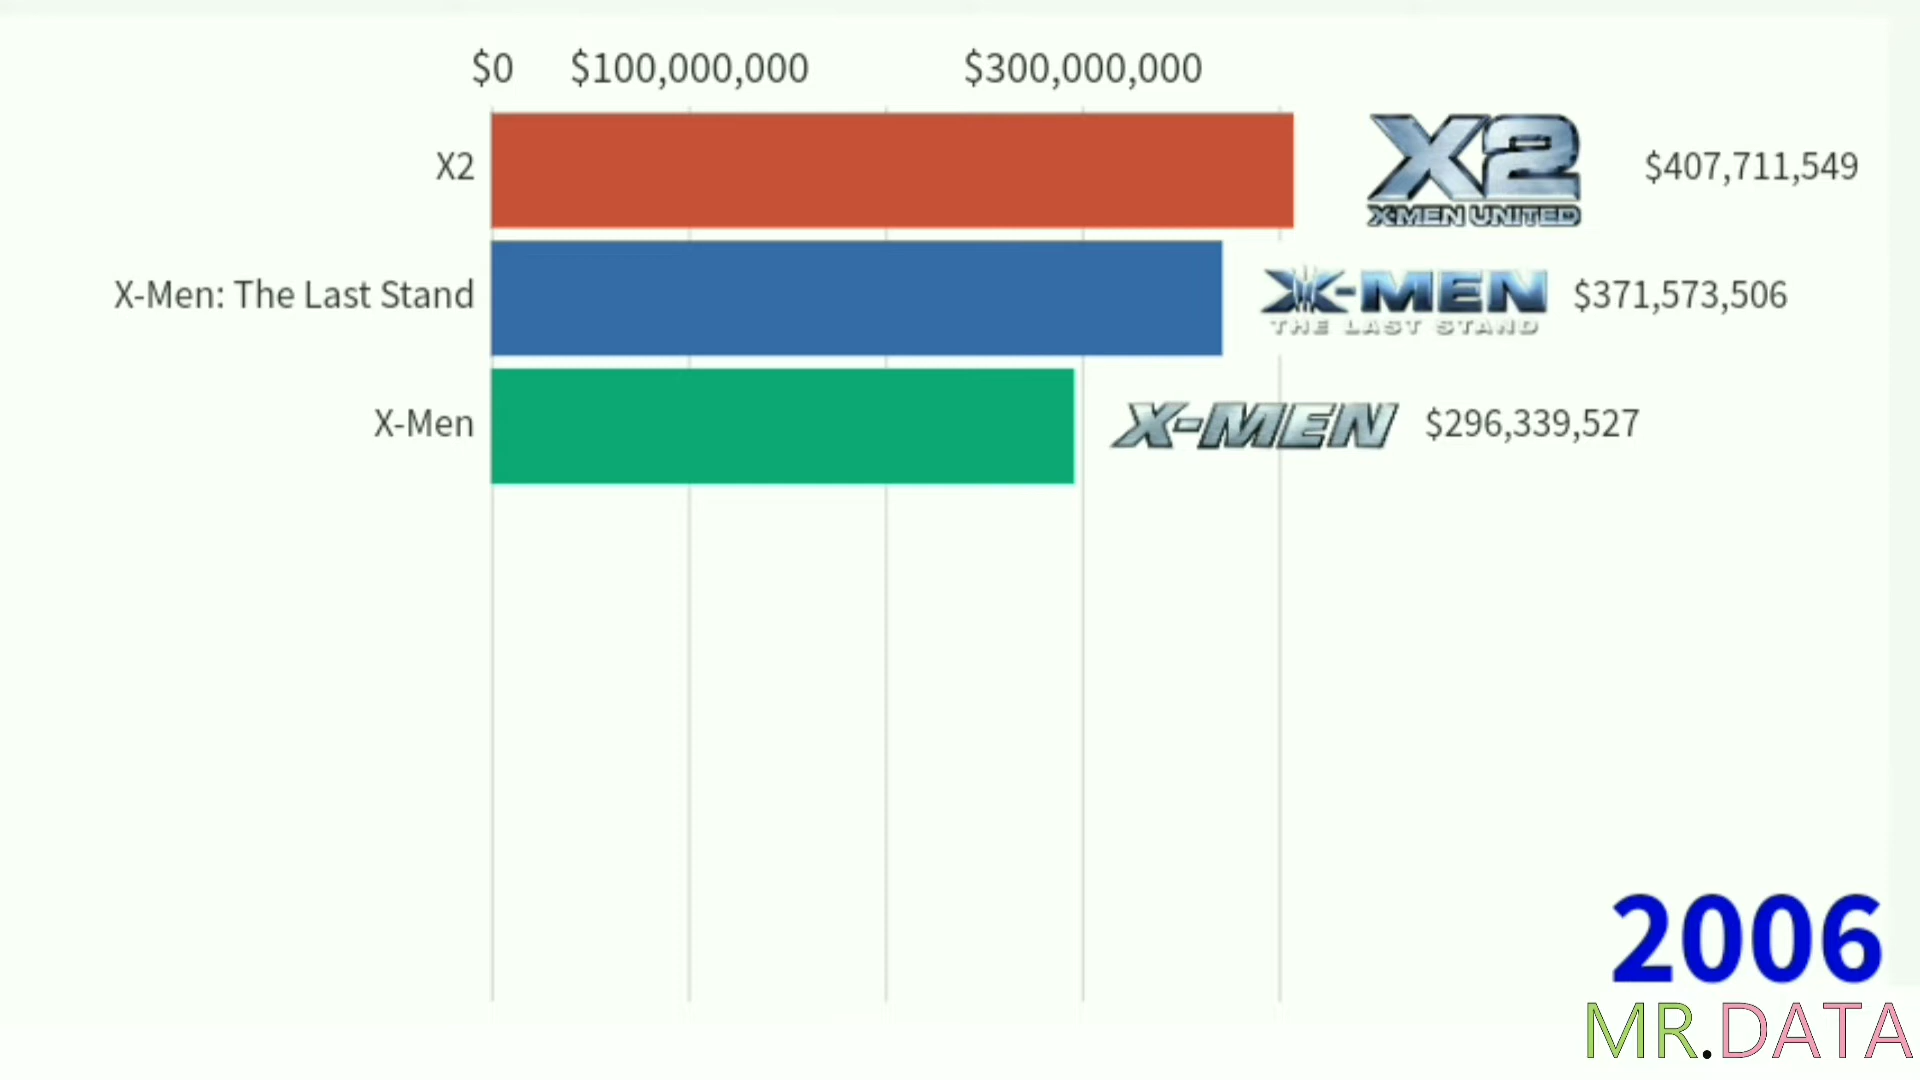 $0 $100,000,000 $300,000,000
X2 X2 $407,711,549
X-MEN UNITED
X-Men: The Last Stand X-MEN $371,573,506
THE LAST STAND
X-Men X-MEN $296,339,527
2006
MR.DATA